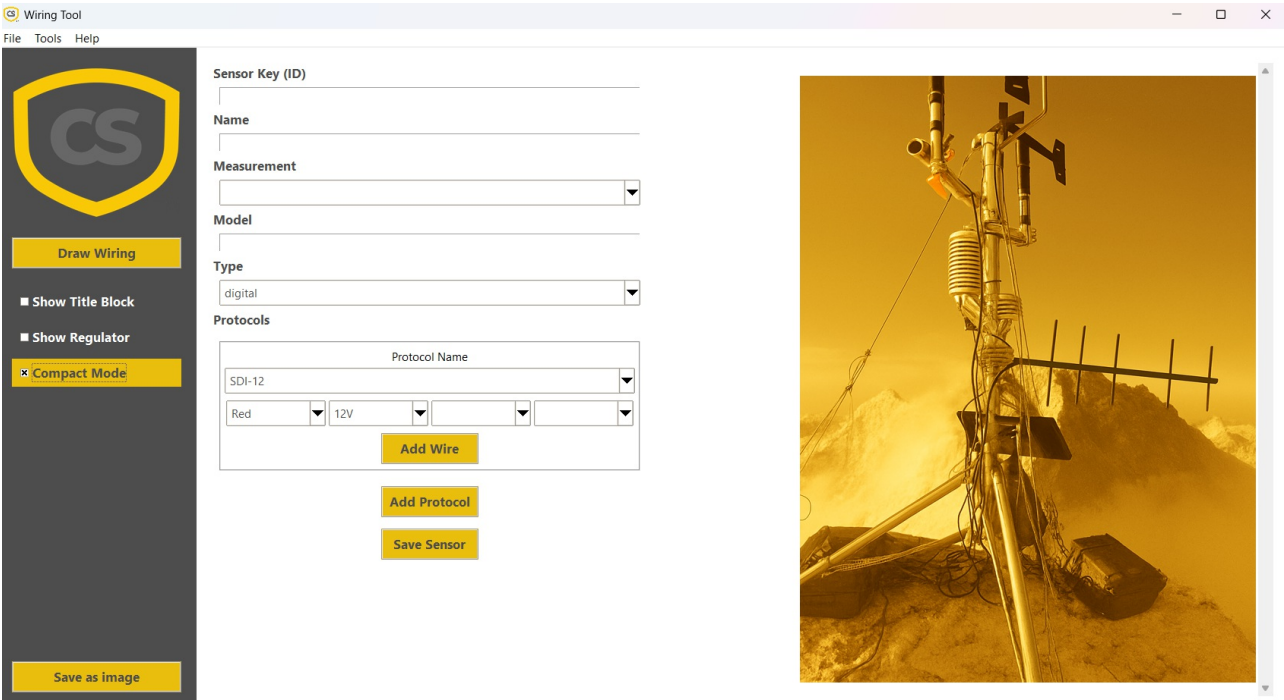 CS Wiring Tool
File Tools Help
CS
Draw Wiring
Show Title Block
Show Regulator
Compact Mode
Save as image
Sensor Key (ID)
Name
Measurement
Model
Type
digital
Protocols
Protocol Name
SDI-12
Red 12V
Add Wire
Add Protocol
Save Sensor